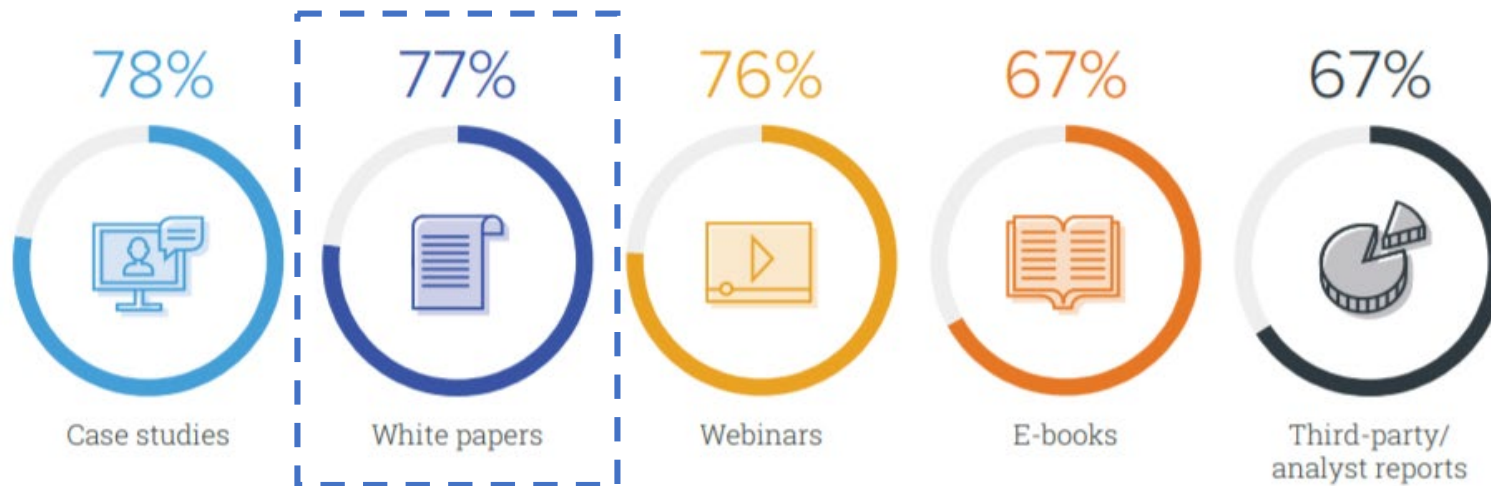 78%
77%
76%
67%
67%
Case studies
White papers
Webinars
E-books
Third-party/
analyst reports